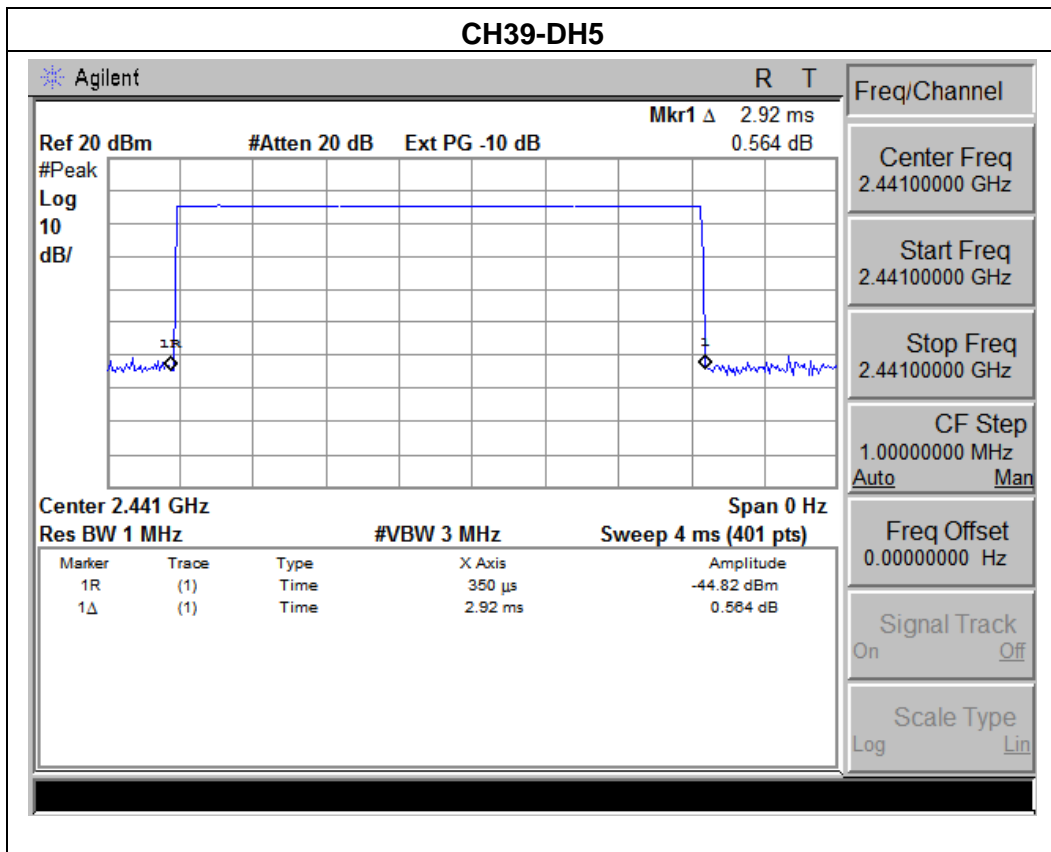 CH39-DH5
Agilent
R T
Mkr1 Δ 2.92 ms
Ref 20 dBm #Atten 20 dB Ext PG -10 dB 0.564 dB
#Peak
Log
10
dB/
1R
1
Center 2.441 GHz Span 0 Hz
Res BW 1 MHz #VBW 3 MHz Sweep 4 ms (401 pts)
Marker Trace Type X Axis Amplitude
1R (1) Time 350 µs -44.82 dBm
1Δ (1) Time 2.92 ms 0.564 dB
Freq/Channel
Center Freq
2.44100000 GHz
Start Freq
2.44100000 GHz
Stop Freq
2.44100000 GHz
CF Step
1.00000000 MHz
Auto Man
Freq Offset
0.00000000 Hz
Signal Track
On Off
Scale Type
Log Lin